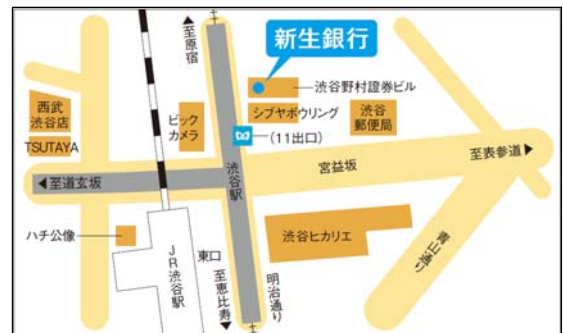 ▲至原宿
新生銀行
渋谷野村證券ビル
西武
渋谷店
TSUTAYA
ビック
カメラ
シブヤボウリング
渋谷
郵便局
(11出口)
渋谷駅
宮益坂
至表参道▶
◀至道玄坂
ハチ公像
JR渋谷駅
東口
至恵比寿▼
明治通り
渋谷ヒカリエ
青山通り